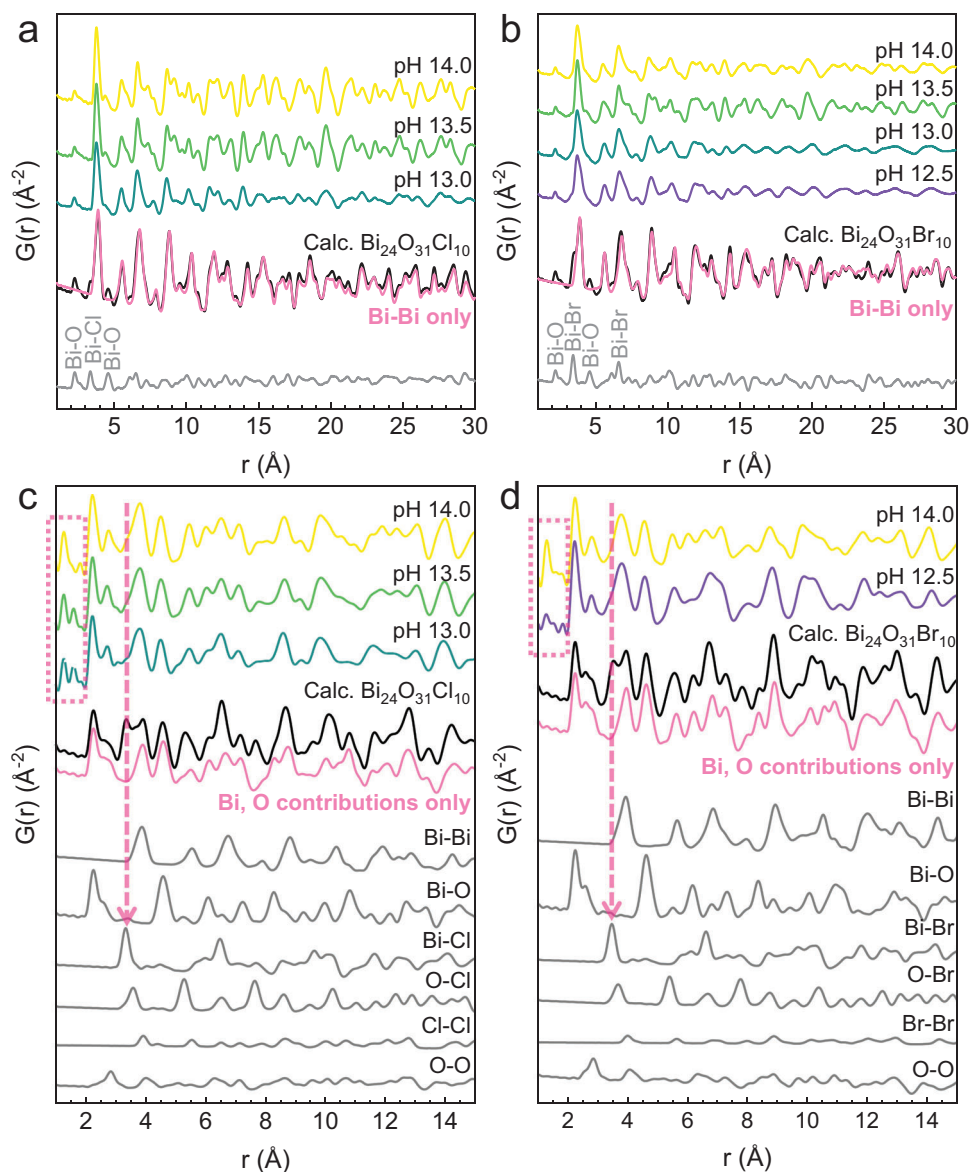 a
pH 14.0
pH 13.5
pH 13.0
Calc. Bi₂₄O₃₁Cl₁₀
Bi-Bi only
Bi-O
Bi-Cl
Bi-O
G(r) (Å⁻²)
5 10 15 20 25 30
r (Å)
b
pH 14.0
pH 13.5
pH 13.0
pH 12.5
Calc. Bi₂₄O₃₁Br₁₀
Bi-Bi only
Bi-O
Bi-Br
Bi-O
Bi-Br
G(r) (Å⁻²)
5 10 15 20 25 30
r (Å)
c
pH 14.0
pH 13.5
pH 13.0
Calc. Bi₂₄O₃₁Cl₁₀
Bi, O contributions only
Bi-Bi
Bi-O
Bi-Cl
O-Cl
Cl-Cl
O-O
G(r) (Å⁻²)
2 4 6 8 10 12 14
r (Å)
d
pH 14.0
pH 12.5
Calc. Bi₂₄O₃₁Br₁₀
Bi, O contributions only
Bi-Bi
Bi-O
Bi-Br
O-Br
Br-Br
O-O
G(r) (Å⁻²)
2 4 6 8 10 12 14
r (Å)